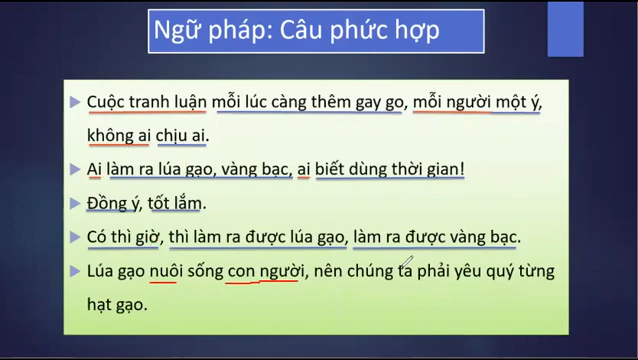 Ngữ pháp: Câu phức hợp
Cuộc tranh luận mỗi lúc càng thêm gay go, mỗi người một ý,
không ai chịu ai.
Ai làm ra lúa gạo, vàng bạc, ai biết dùng thời gian!
Đồng ý, tốt lắm.
Có thì giờ, thì làm ra được lúa gạo, làm ra được vàng bạc.
Lúa gạo nuôi sống con người, nên chúng ta phải yêu quý từng
hạt gạo.